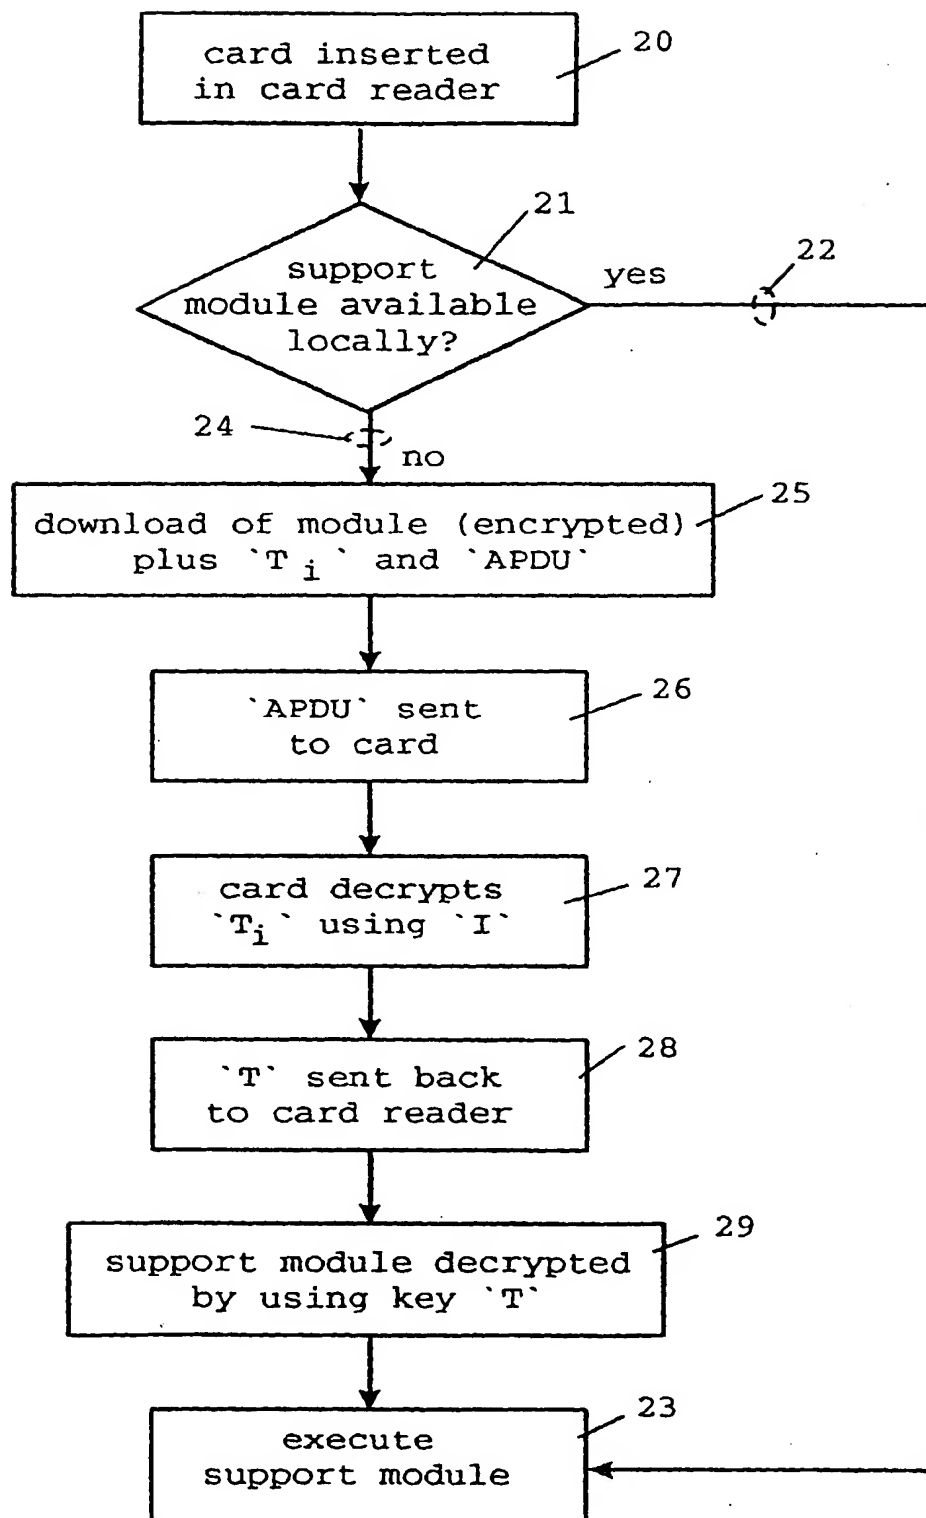 card inserted
in card reader
20
21
support
module available
locally?
yes
22
24
no
25
download of module (encrypted)
plus `Ti` and `APDU`
26
`APDU` sent
to card
27
card decrypts
`Ti` using `I`
28
`T` sent back
to card reader
29
support module decrypted
by using key `T`
23
execute
support module